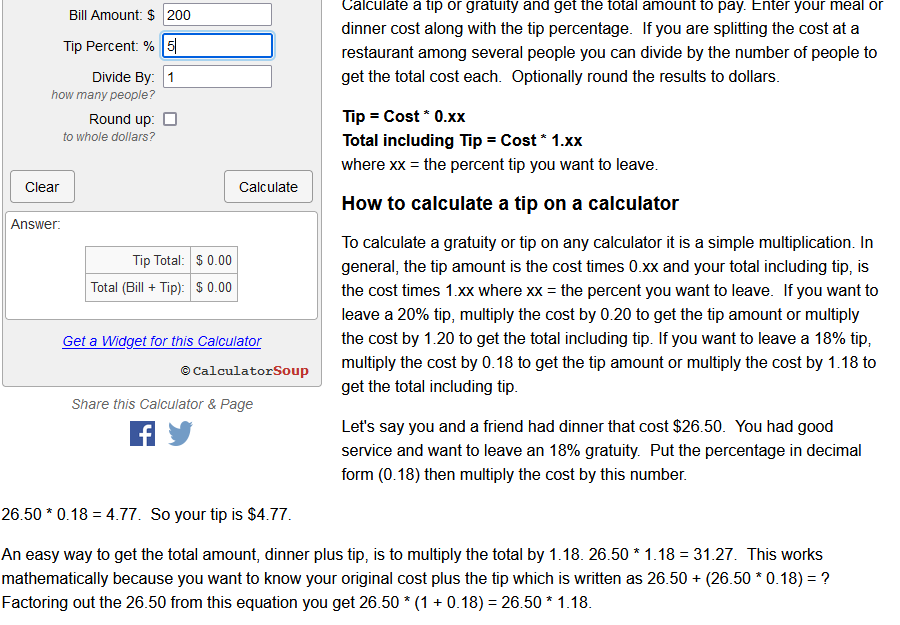 Bill Amount: $ 200
Tip Percent: % 5
Divide By: 1
how many people?
Round up:
to whole dollars?
Clear Calculate
Answer:
Tip Total: $ 0.00
Total (Bill + Tip): $ 0.00
Get a Widget for this Calculator
© CalculatorSoup
Share this Calculator & Page
Calculate a tip or gratuity and get the total amount to pay. Enter your meal or
dinner cost along with the tip percentage. If you are splitting the cost at a
restaurant among several people you can divide by the number of people to
get the total cost each. Optionally round the results to dollars.
Tip = Cost * 0.xx
Total including Tip = Cost * 1.xx
where xx = the percent tip you want to leave.
How to calculate a tip on a calculator
To calculate a gratuity or tip on any calculator it is a simple multiplication. In
general, the tip amount is the cost times 0.xx and your total including tip, is
the cost times 1.xx where xx = the percent you want to leave. If you want to
leave a 20% tip, multiply the cost by 0.20 to get the tip amount or multiply
the cost by 1.20 to get the total including tip. If you want to leave a 18% tip,
multiply the cost by 0.18 to get the tip amount or multiply the cost by 1.18 to
get the total including tip.
Let's say you and a friend had dinner that cost $26.50. You had good
service and want to leave an 18% gratuity. Put the percentage in decimal
form (0.18) then multiply the cost by this number.
26.50 * 0.18 = 4.77. So your tip is $4.77.
An easy way to get the total amount, dinner plus tip, is to multiply the total by 1.18. 26.50 * 1.18 = 31.27. This works
mathematically because you want to know your original cost plus the tip which is written as 26.50 + (26.50 * 0.18) = ?
Factoring out the 26.50 from this equation you get 26.50 * (1 + 0.18) = 26.50 * 1.18.